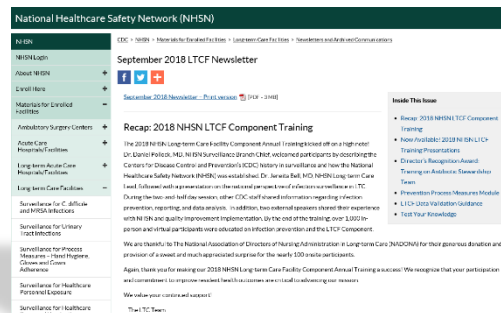 National Healthcare Safety Network (NHSN)
NHSN
NHSN Login
About NHSN +
Enroll Here +
Materials for Enrolled Facilities −
Ambulatory Surgery Centers +
Acute Care Hospitals/Facilities +
Long-term Acute Care Hospitals/Facilities +
Long-term Care Facilities −
Surveillance for C. difficile and MRSA Infections
Surveillance for Urinary Tract Infections
Surveillance for Process Measures – Hand Hygiene, Gloves and Gown Adherence
Surveillance for Healthcare Personnel Exposure
Surveillance for Healthcare
CDC > NHSN > Materials for Enrolled Facilities > Long-term Care Facilities > Newsletters and Archived Communications
September 2018 LTCF Newsletter
September 2018 Newsletter – Print version [PDF - 3 MB]
Recap: 2018 NHSN LTCF Component Training
The 2018 NHSN Long-term Care Facility Component Annual Training kicked off on a high note!
Dr. Daniel Pollock, MD, NHSN Surveillance Branch Chief, welcomed participants by describing the
Centers for Disease Control and Prevention's (CDC) history in surveillance and how the National
Healthcare Safety Network (NHSN) was established. Dr. Jeneita Bell, MD, NHSN Long-term Care
Lead, followed with a presentation on the national perspective of infection surveillance in LTC.
During the two-and-half day session, other CDC staff shared information regarding infection
prevention, reporting, and data analysis. In addition, two external speakers shared their experience
with NHSN and quality improvement implementation. By the end of the training, over 1,000 in-
person and virtual participants were educated on infection prevention and the LTCF Component.
We are thankful to The National Association of Directors of Nursing Administration in Long-term Care (NADONA) for their generous donation and
provision of a sweet and much appreciated surprise for the nearly 100 onsite participants.
Again, thank you for making our 2018 NHSN Long-term Care Facility Component Annual Training a success! We recognize that your participation
and commitment to improve resident health outcomes are critical to advancing our mission.
We value your continued support!
The LTC Team
Inside This Issue
Recap: 2018 NHSN LTCF Component Training
Now Available! 2018 NHSN LTCF Training Presentations
Director's Recognition Award: Training on Antibiotic Stewardship Team
Prevention Process Measures Module
LTCF Data Validation Guidance
Test Your Knowledge